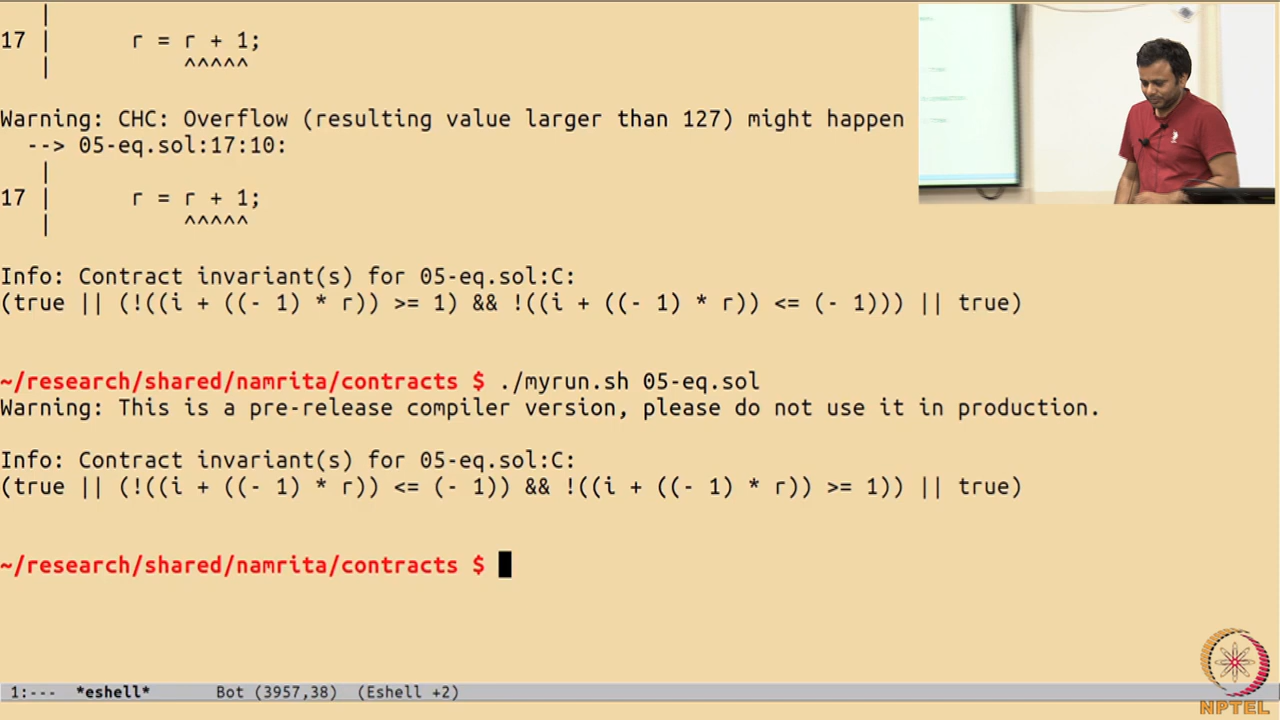 |
17 |      r = r + 1;
|          ^^^^^
Warning: CHC: Overflow (resulting value larger than 127) might happen
--> 05-eq.sol:17:10:
|
17 |      r = r + 1;
|          ^^^^^
Info: Contract invariant(s) for 05-eq.sol:C:
(true || (!((i + ((- 1) * r)) >= 1) && !((i + ((- 1) * r)) <= (- 1))) || true)
~/research/shared/namrita/contracts $ ./myrun.sh 05-eq.sol
Warning: This is a pre-release compiler version, please do not use it in production.
Info: Contract invariant(s) for 05-eq.sol:C:
(true || (!((i + ((- 1) * r)) <= (- 1)) && !((i + ((- 1) * r)) >= 1)) || true)
~/research/shared/namrita/contracts $
1:--- *eshell* Bot (3957,38) (Eshell +2)
NPTEL